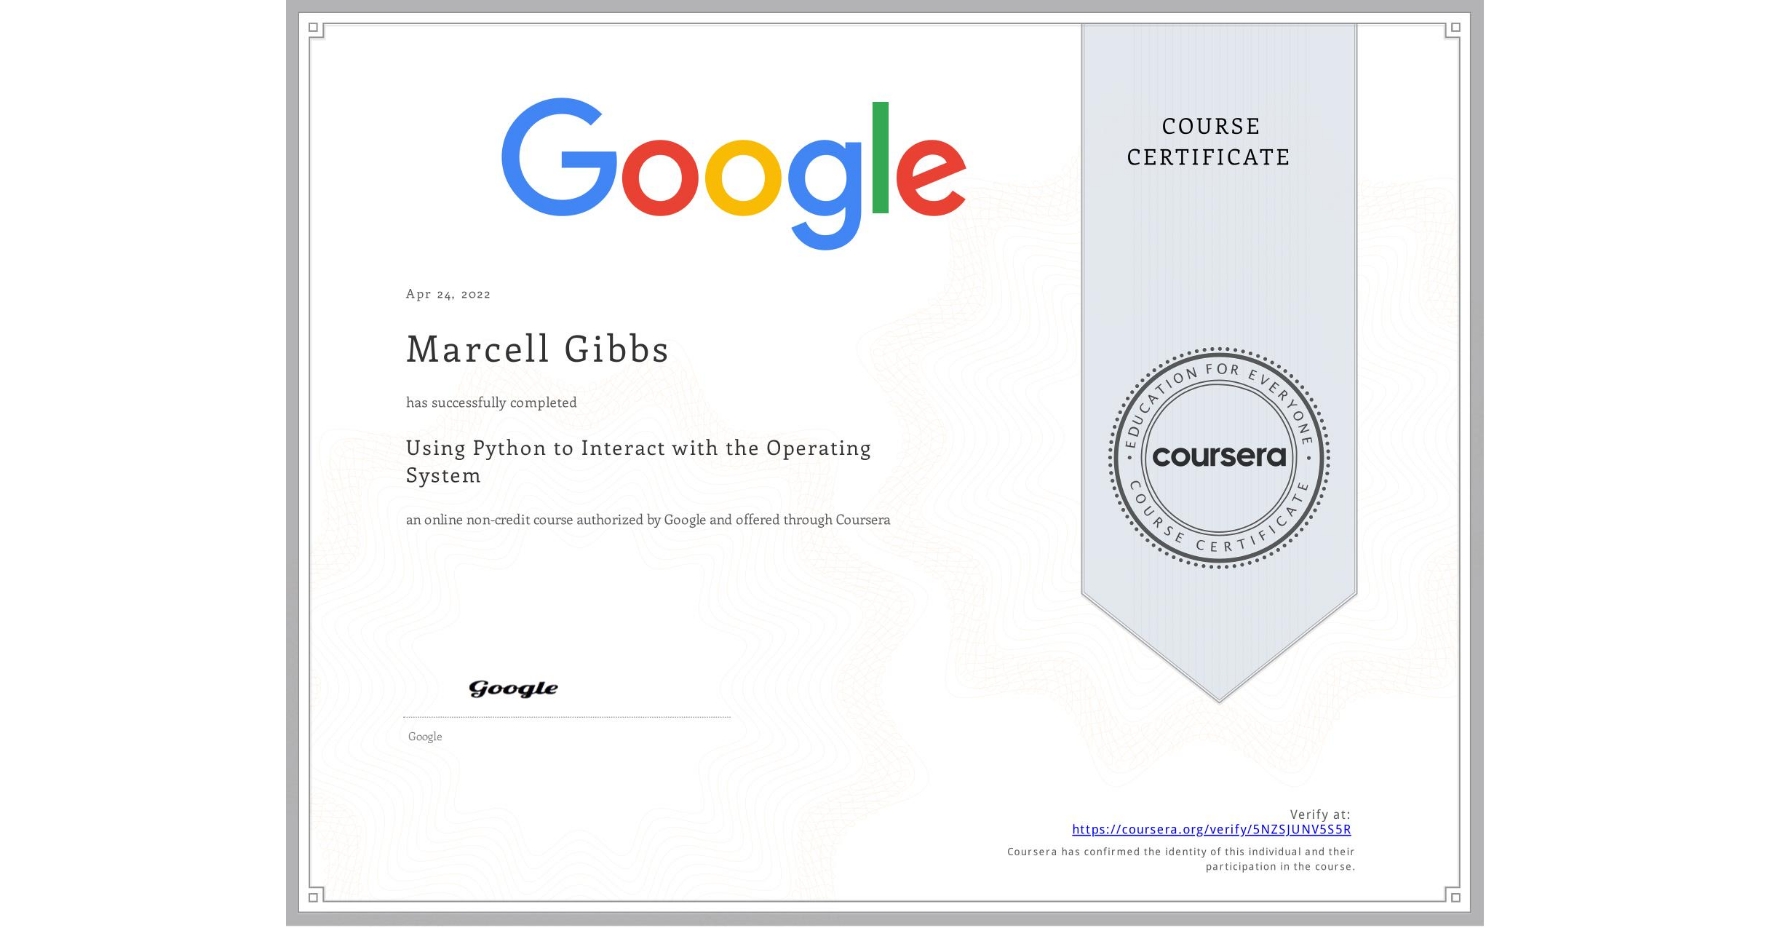 Google
COURSE
CERTIFICATE
Apr 24, 2022
Marcell Gibbs
has successfully completed
Using Python to Interact with the Operating
System
an online non-credit course authorized by Google and offered through Coursera
EDUCATION FOR EVERYONE
coursera
COURSE CERTIFICATE
Google
Google
Verify at:
https://coursera.org/verify/5NZSJUNV5S5R
Coursera has confirmed the identity of this individual and their
participation in the course.